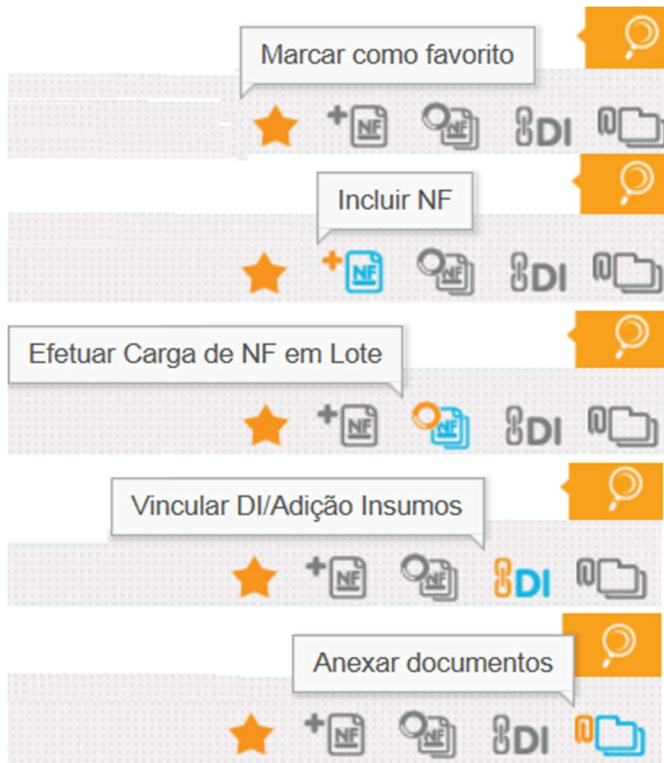 Marcar como favorito
NF NF DI
Incluir NF
NF NF DI
Efetuar Carga de NF em Lote
NF NF DI
Vincular DI/Adição Insumos
NF NF DI
Anexar documentos
NF NF DI